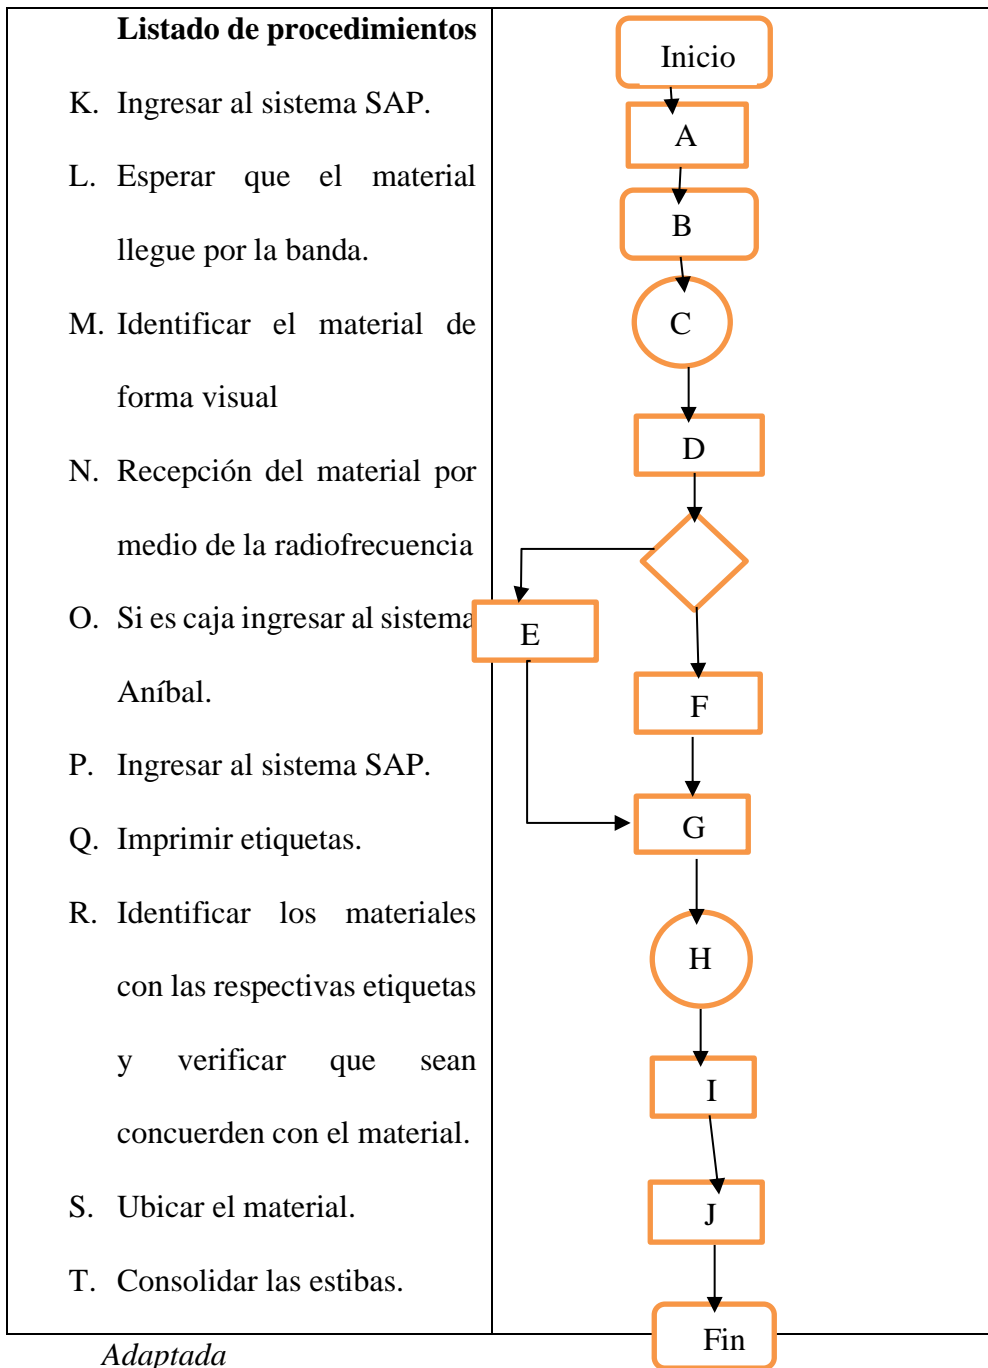 Listado de procedimientos
K. Ingresar al sistema SAP.
L. Esperar que el material
llegue por la banda.
M. Identificar el material de
forma visual
N. Recepción del material por
medio de la radiofrecuencia
O. Si es caja ingresar al sistema
Aníbal.
P. Ingresar al sistema SAP.
Q. Imprimir etiquetas.
R. Identificar los materiales
con las respectivas etiquetas
y verificar que sean
concuerden con el material.
S. Ubicar el material.
T. Consolidar las estibas.
Inicio
A
B
C
D
E
F
G
H
I
J
Fin
Adaptada